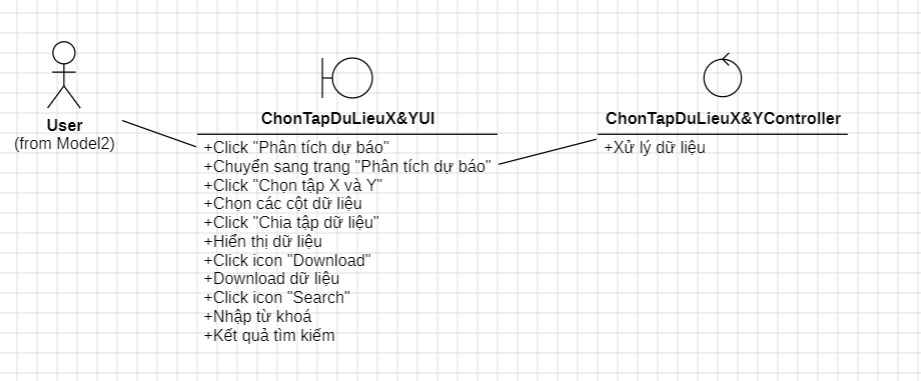 User
(from Model2)
ChonTapDuLieuX&YUI
+Click "Phân tích dự báo"
+Chuyển sang trang "Phân tích dự báo"
+Click "Chọn tập X và Y"
+Chọn các cột dữ liệu
+Click "Chia tập dữ liệu"
+Hiển thị dữ liệu
+Click icon "Download"
+Download dữ liệu
+Click icon "Search"
+Nhập từ khoá
+Kết quả tìm kiếm
ChonTapDuLieuX&YController
+Xử lý dữ liệu